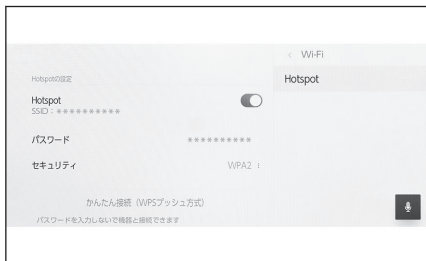 < Wi-Fi
Hotspot
Hotspotの設定
Hotspot
SSID：**********
パスワード **********
セキュリティ WPA2
かんたん接続（WPSプッシュ方式）
パスワードを入力しないで機器と接続できます